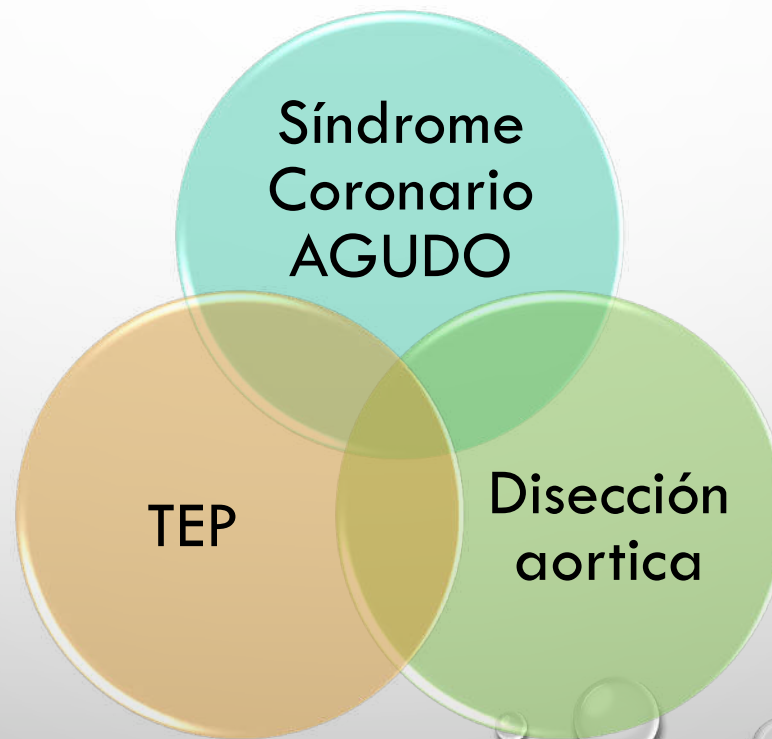 Síndrome
Coronario
AGUDO
TEP
Disección
aortica